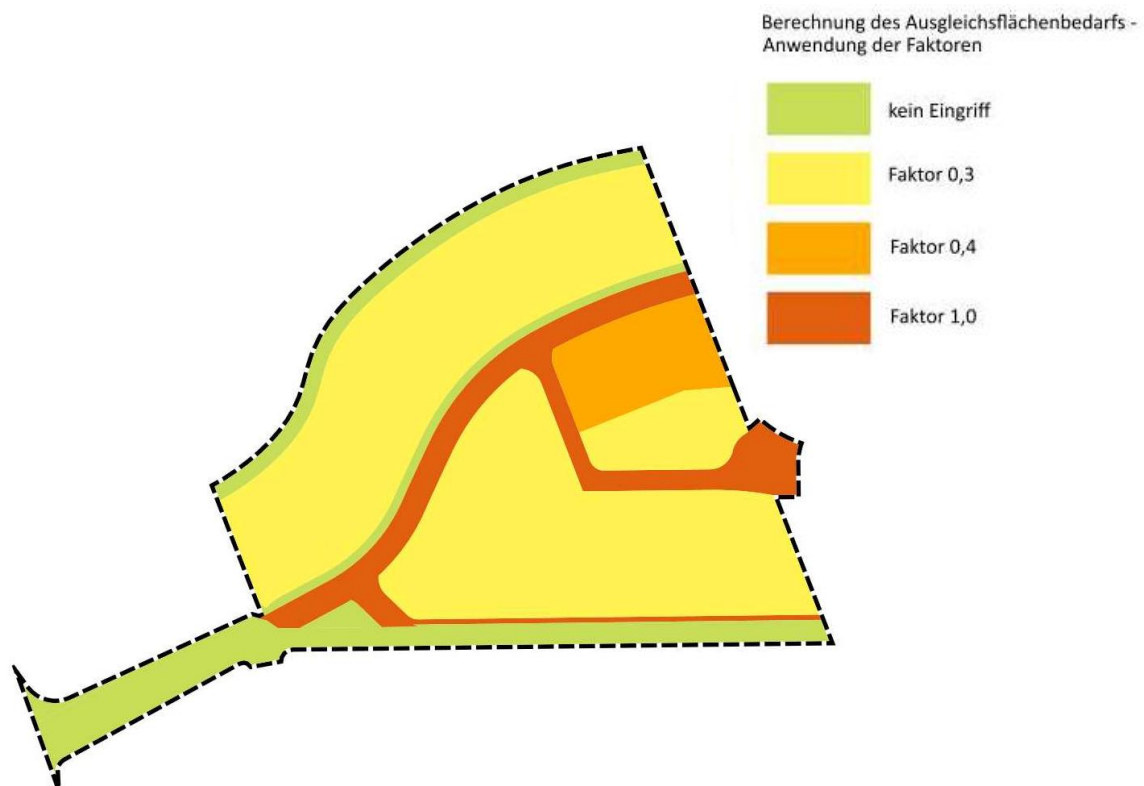 Berechnung des Ausgleichsflächenbedarfs -
Anwendung der Faktoren
kein Eingriff
Faktor 0,3
Faktor 0,4
Faktor 1,0